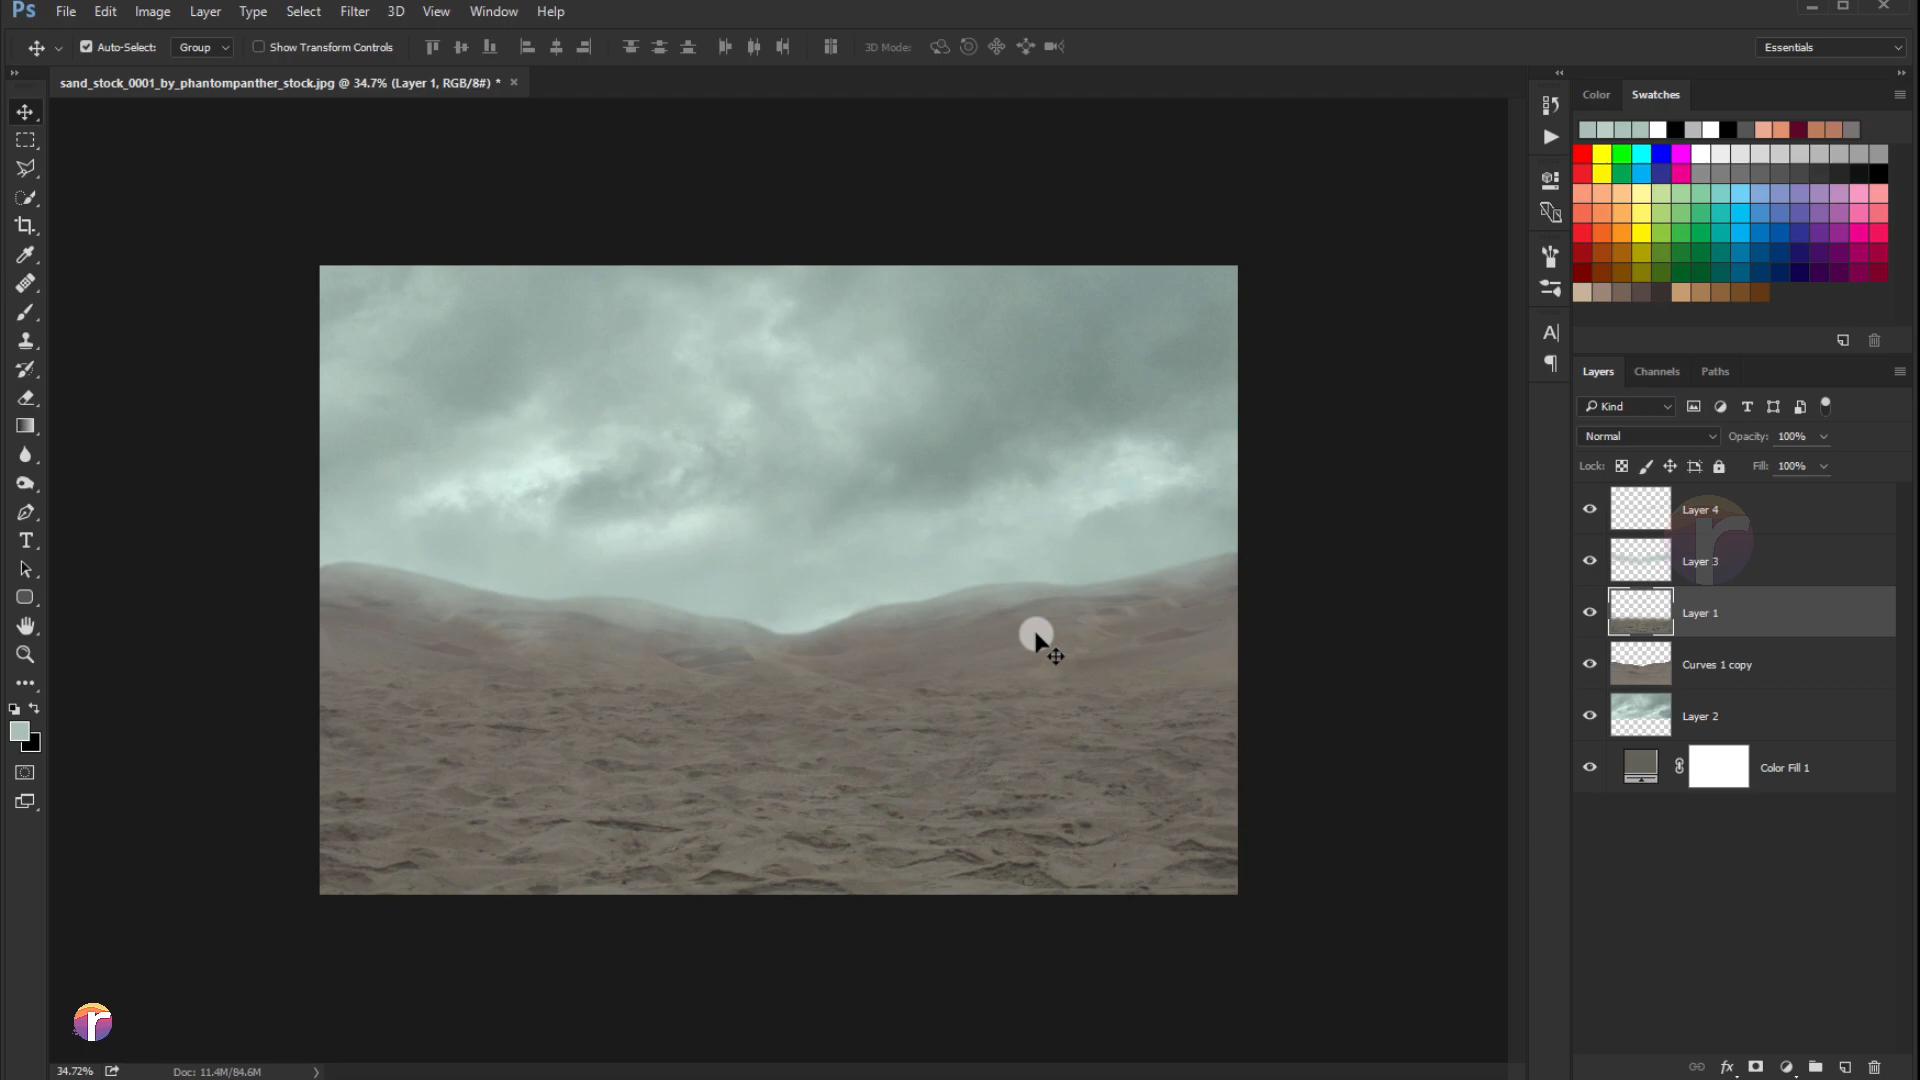 Ps File Edit Image Layer Type Select Filter 3D View Window Help
Auto-Select: Group Show Transform Controls 3D Mode: Essentials
sand_stock_0001_by_phantompanther_stock.jpg @ 34.7% (Layer 1, RGB/8#) *
Color Swatches
Layers Channels Paths
Kind
Normal Opacity: 100%
Lock: Fill: 100%
Layer 4
Layer 3
Layer 1
Curves 1 copy
Layer 2
Color Fill 1
r
34.72% Doc: 11.4M/84.6M
fx